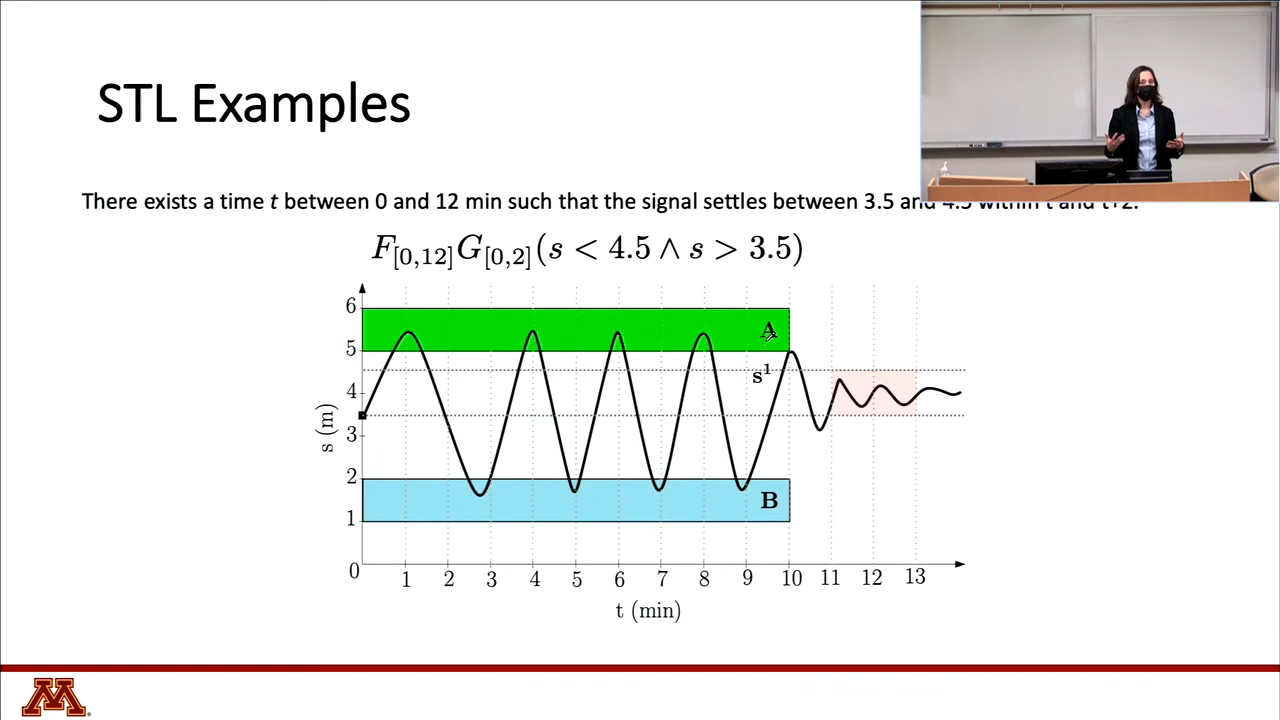 STL Examples
There exists a time t between 0 and 12 min such that the signal settles between 3.5 and 4.5 within t and t+2.
F[0,12]G[0,2](s < 4.5 ∧ s > 3.5)
6
A
5
s¹
4
3
s (m)
2
B
1
0
1 2 3 4 5 6 7 8 9 10 11 12 13
t (min)
M